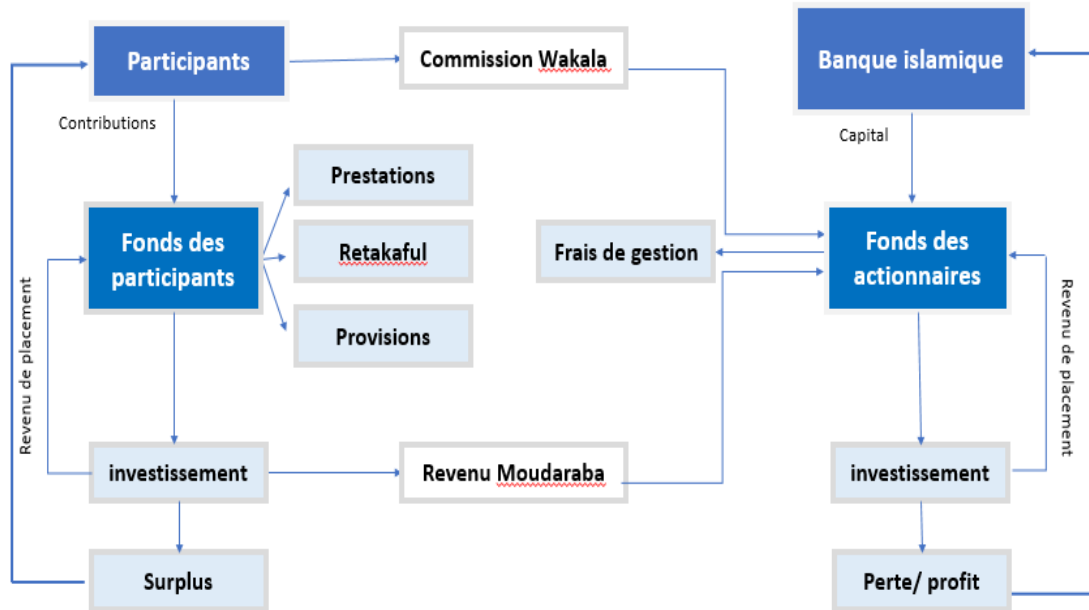 Participants
Commission Wakala
Banque islamique
Contributions
Capital
Prestations
Fonds des
participants
Retakaful
Frais de gestion
Fonds des
actionnaires
Provisions
Revenu de placement
Revenu de placement
investissement
Revenu Moudaraba
investissement
Surplus
Perte/ profit